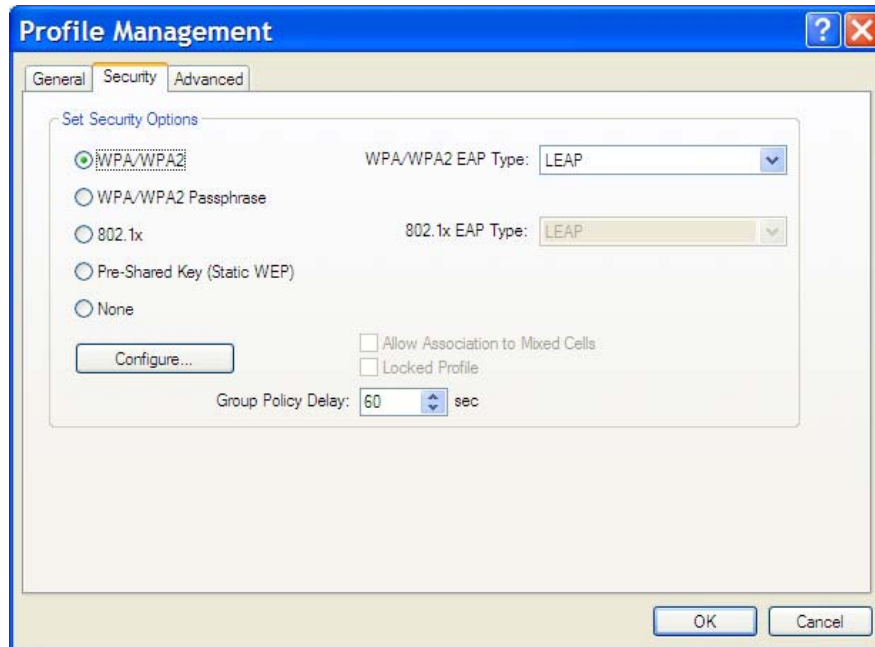 Profile Management
General Security Advanced
Set Security Options
WPA/WPA2 WPA/WPA2 EAP Type: LEAP
WPA/WPA2 Passphrase
802.1x 802.1x EAP Type: LEAP
Pre-Shared Key (Static WEP)
None
Allow Association to Mixed Cells
Configure...
Locked Profile
Group Policy Delay: 60 sec
OK Cancel